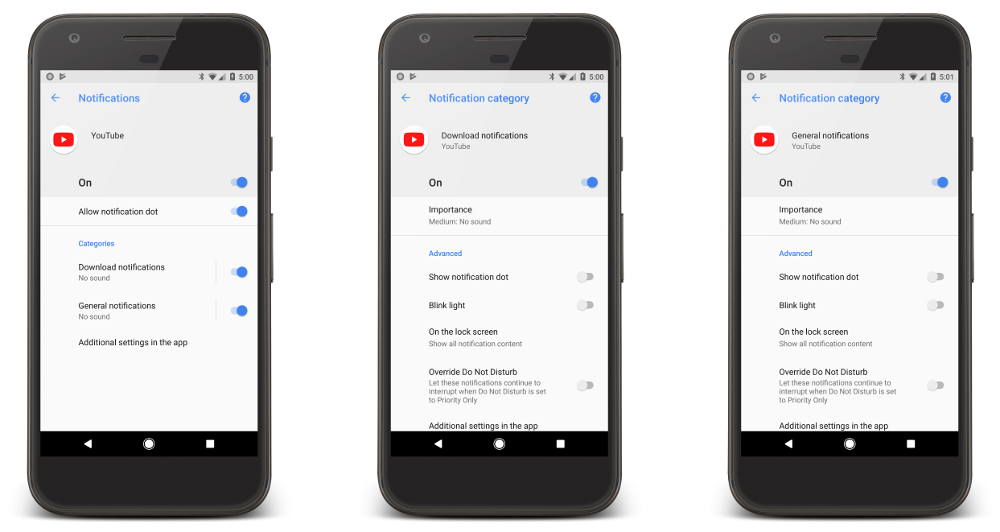 5:00
Notifications
YouTube
On
Allow notification dot
Categories
Download notifications
No sound
General notifications
No sound
Additional settings in the app
5:00
Notification category
Download notifications
YouTube
On
Importance
Medium: No sound
Advanced
Show notification dot
Blink light
On the lock screen
Show all notification content
Override Do Not Disturb
Let these notifications continue to
interrupt when Do Not Disturb is set
to Priority Only
Additional settings in the app
5:01
Notification category
General notifications
YouTube
On
Importance
Medium: No sound
Advanced
Show notification dot
Blink light
On the lock screen
Show all notification content
Override Do Not Disturb
Let these notifications continue to
interrupt when Do Not Disturb is set
to Priority Only
Additional settings in the app